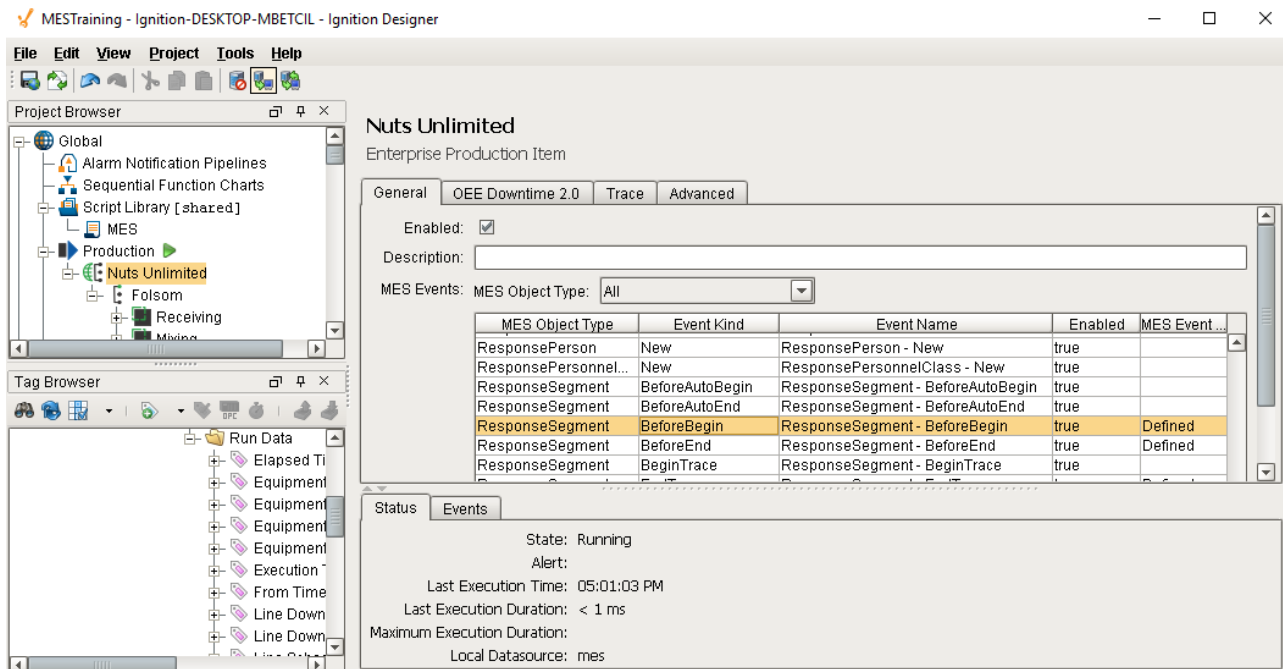 MESTraining - Ignition-DESKTOP-MBETCIL - Ignition Designer
File Edit View Project Tools Help
Project Browser
Global
Alarm Notification Pipelines
Sequential Function Charts
Script Library [shared]
MES
Production
Nuts Unlimited
Folsom
Receiving
Mixing
Tag Browser
OPC
Run Data
Elapsed Ti
Equipment
Equipment
Equipment
Equipment
Execution
From Time
Line Down
Line Down
Nuts Unlimited
Enterprise Production Item
General OEE Downtime 2.0 Trace Advanced
Enabled:
Description:
MES Events: MES Object Type: All
MES Object Type Event Kind Event Name Enabled MES Event ...
ResponsePerson New ResponsePerson - New true
ResponsePersonnel... New ResponsePersonnelClass - New true
ResponseSegment BeforeAutoBegin ResponseSegment - BeforeAutoBegin true
ResponseSegment BeforeAutoEnd ResponseSegment - BeforeAutoEnd true
ResponseSegment BeforeBegin ResponseSegment - BeforeBegin true Defined
ResponseSegment BeforeEnd ResponseSegment - BeforeEnd true Defined
ResponseSegment BeginTrace ResponseSegment - BeginTrace true
Status Events
State: Running
Alert:
Last Execution Time: 05:01:03 PM
Last Execution Duration: < 1 ms
Maximum Execution Duration:
Local Datasource: mes